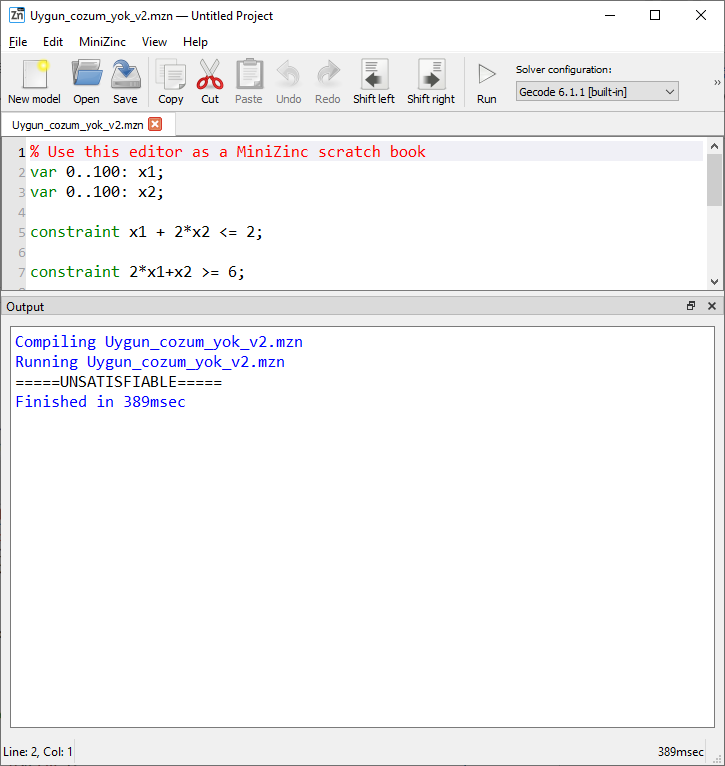 Uygun_cozum_yok_v2.mzn — Untitled Project
File Edit MiniZinc View Help
New model Open Save Copy Cut Paste Undo Redo Shift left Shift right Run
Solver configuration:
Gecode 6.1.1 [built-in]
Uygun_cozum_yok_v2.mzn
1 % Use this editor as a MiniZinc scratch book
2 var 0..100: x1;
3 var 0..100: x2;
4
5 constraint x1 + 2*x2 <= 2;
6
7 constraint 2*x1+x2 >= 6;
Output
Compiling Uygun_cozum_yok_v2.mzn
Running Uygun_cozum_yok_v2.mzn
=====UNSATISFIABLE=====
Finished in 389msec
Line: 2, Col: 1
389msec